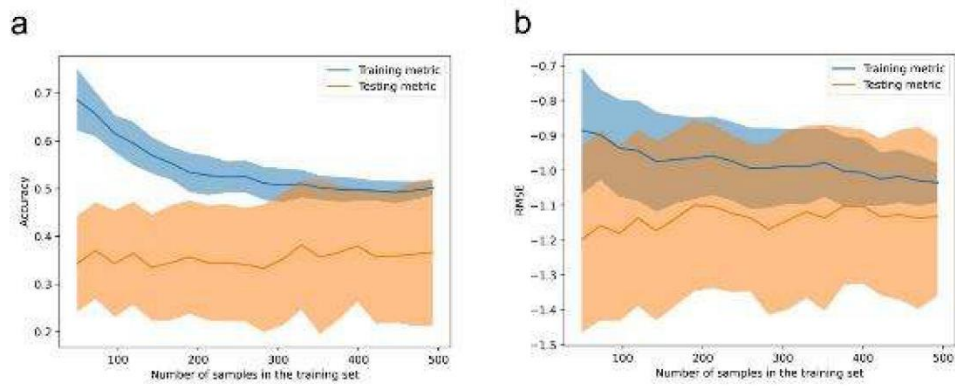 a
Training metric
Testing metric
0.7
0.6
0.5
0.4
0.3
0.2
Accuracy
100
200
300
400
500
Number of samples in the training set
b
Training metric
Testing metric
−0.7
−0.8
−0.9
−1.0
−1.1
−1.2
−1.3
−1.4
−1.5
RMSE
100
200
300
400
500
Number of samples in the training set